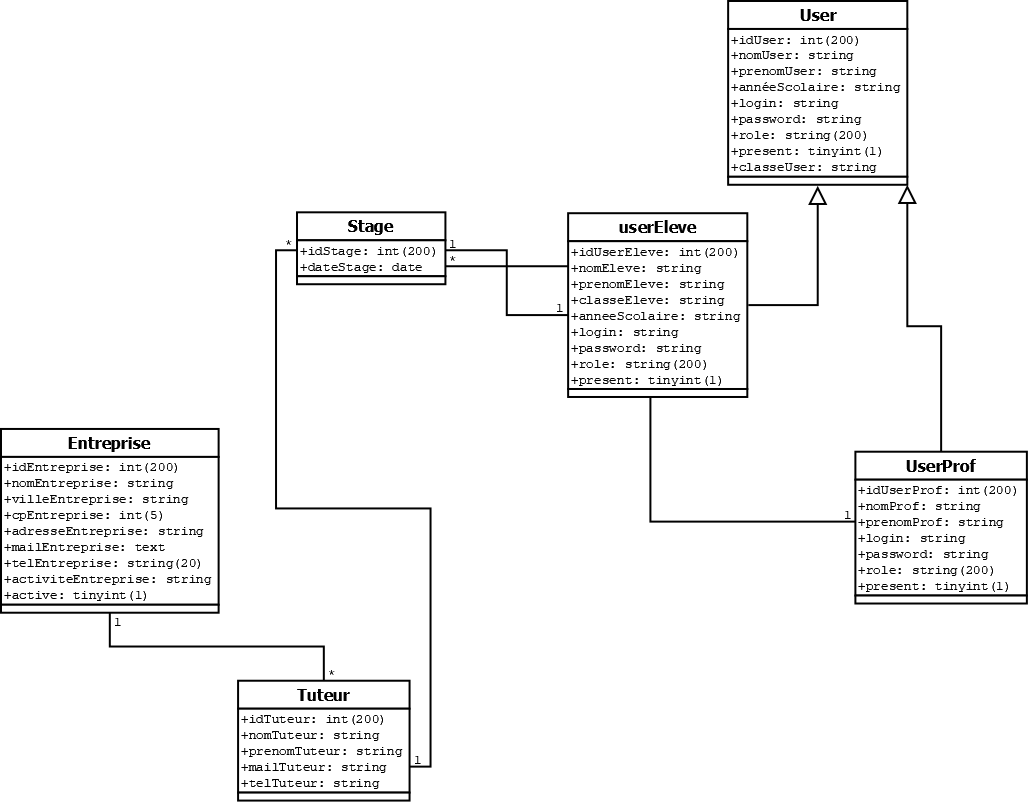 User
+idUser: int(200)
+nomUser: string
+prenomUser: string
+annéeScolaire: string
+login: string
+password: string
+role: string(200)
+present: tinyint(1)
+classeUser: string
Stage
+idStage: int(200)
+dateStage: date
*
1
*
1
userEleve
+idUserEleve: int(200)
+nomEleve: string
+prenomEleve: string
+classeEleve: string
+anneeScolaire: string
+login: string
+password: string
+role: string(200)
+present: tinyint(1)
Entreprise
+idEntreprise: int(200)
+nomEntreprise: string
+villeEntreprise: string
+cpEntreprise: int(5)
+adresseEntreprise: string
+mailEntreprise: text
+telEntreprise: string(20)
+activiteEntreprise: string
+active: tinyint(1)
1
*
UserProf
+idUserProf: int(200)
+nomProf: string
+prenomProf: string
+login: string
+password: string
+role: string(200)
+present: tinyint(1)
1
Tuteur
+idTuteur: int(200)
+nomTuteur: string
+prenomTuteur: string
+mailTuteur: string
+telTuteur: string
1